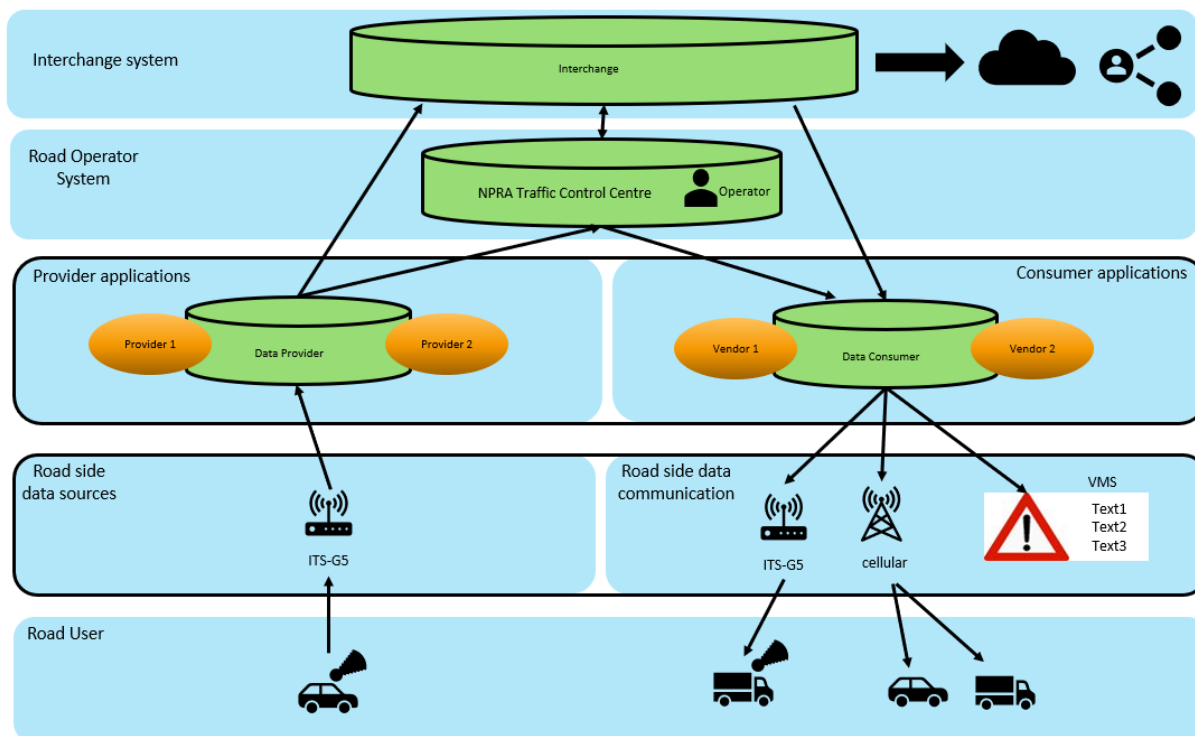 Interchange system
Interchange
Road Operator
System
NPRA Traffic Control Centre
Operator
Provider applications
Consumer applications
Provider 1
Data Provider
Provider 2
Vendor 1
Data Consumer
Vendor 2
Road side
data sources
ITS-G5
Road side data
communication
ITS-G5
cellular
VMS
Text1
Text2
Text3
Road User